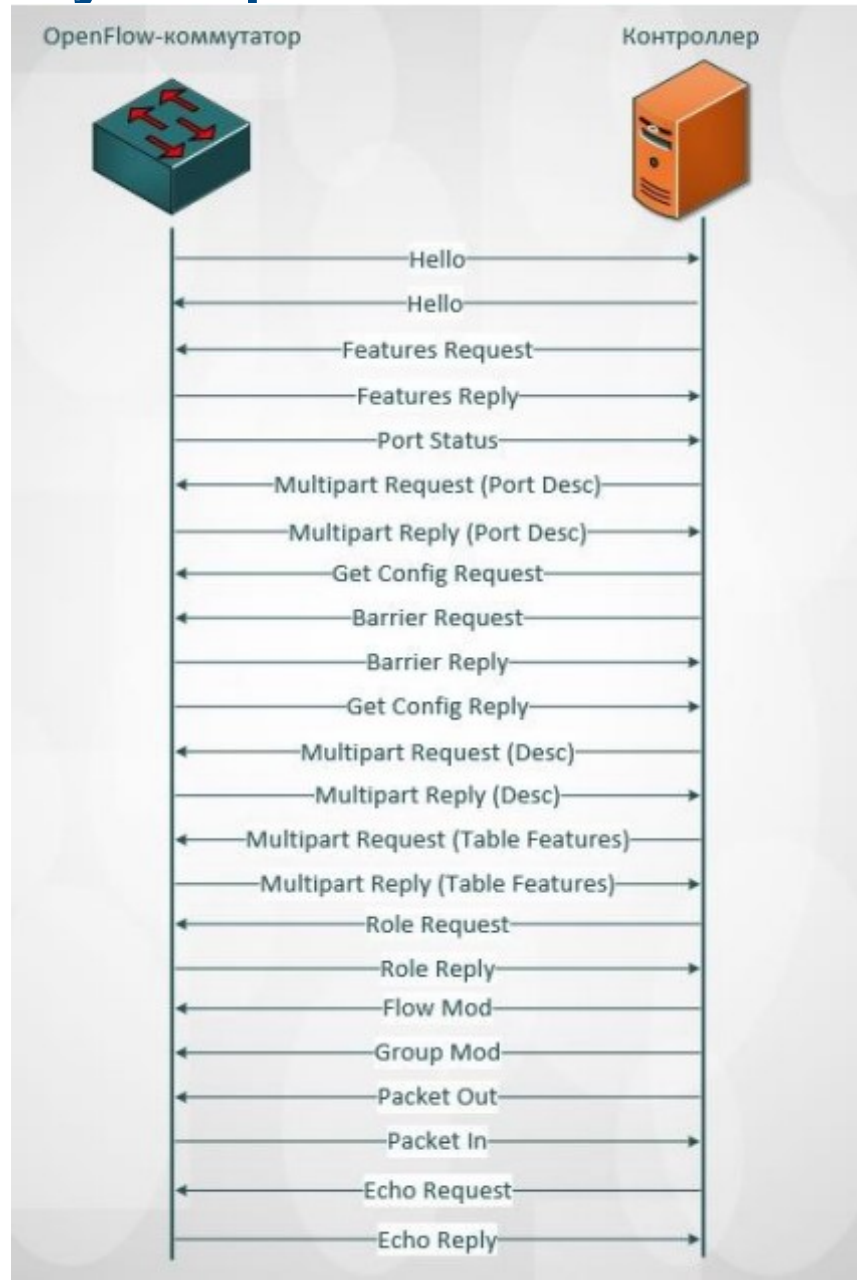 OpenFlow-коммутатор Контроллер
Hello
Hello
Features Request
Features Reply
Port Status
Multipart Request (Port Desc)
Multipart Reply (Port Desc)
Get Config Request
Barrier Request
Barrier Reply
Get Config Reply
Multipart Request (Desc)
Multipart Reply (Desc)
Multipart Request (Table Features)
Multipart Reply (Table Features)
Role Request
Role Reply
Flow Mod
Group Mod
Packet Out
Packet In
Echo Request
Echo Reply